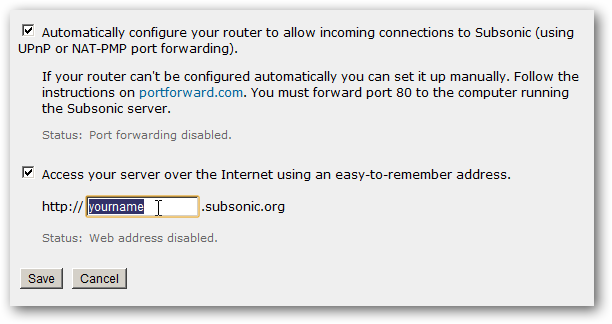 Automatically configure your router to allow incoming connections to Subsonic (using
UPnP or NAT-PMP port forwarding).
If your router can't be configured automatically you can set it up manually. Follow the
instructions on portforward.com. You must forward port 80 to the computer running
the Subsonic server.
Status: Port forwarding disabled.
Access your server over the Internet using an easy-to-remember address.
http:// yourname .subsonic.org
Status: Web address disabled.
Save Cancel